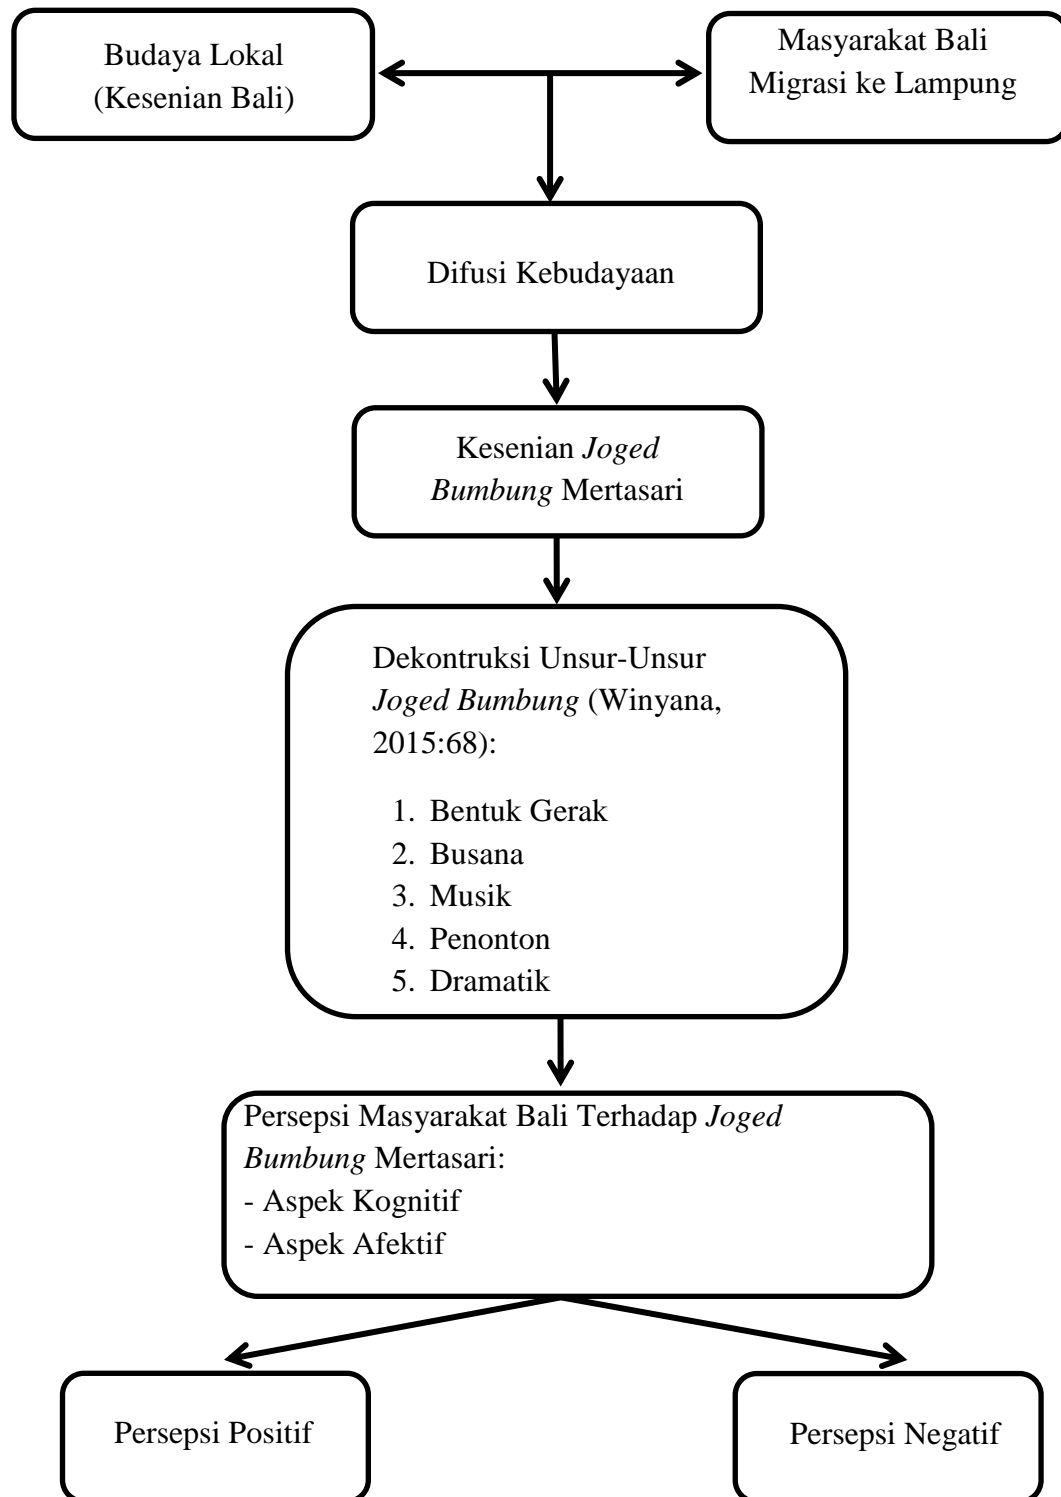 Budaya Lokal
(Kesenian Bali)
Masyarakat Bali
Migrasi ke Lampung
Difusi Kebudayaan
Kesenian Joged
Bumbung Mertasari
Dekontruksi Unsur-Unsur
Joged Bumbung (Winyana,
2015:68):
1. Bentuk Gerak
2. Busana
3. Musik
4. Penonton
5. Dramatik
Persepsi Masyarakat Bali Terhadap Joged
Bumbung Mertasari:
- Aspek Kognitif
- Aspek Afektif
Persepsi Positif
Persepsi Negatif